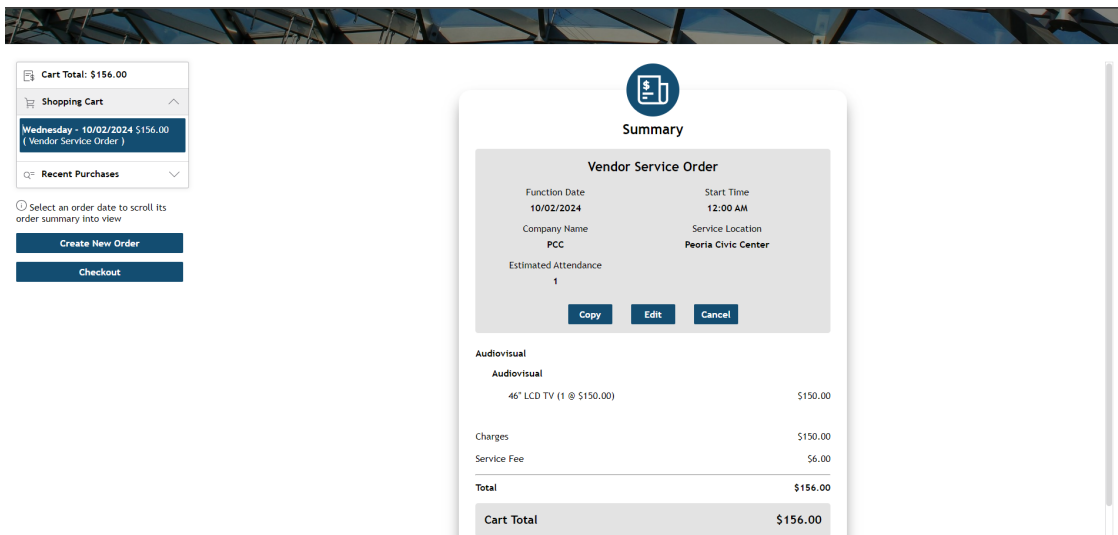 Cart Total: $156.00
Shopping Cart
Wednesday - 10/02/2024 $156.00
( Vendor Service Order )
Recent Purchases
Select an order date to scroll its
order summary into view
Create New Order
Checkout
Summary
Vendor Service Order
Function Date
10/02/2024
Start Time
12:00 AM
Company Name
PCC
Service Location
Peoria Civic Center
Estimated Attendance
1
Copy Edit Cancel
Audiovisual
Audiovisual
46" LCD TV (1 @ $150.00) $150.00
Charges $150.00
Service Fee $6.00
Total $156.00
Cart Total $156.00